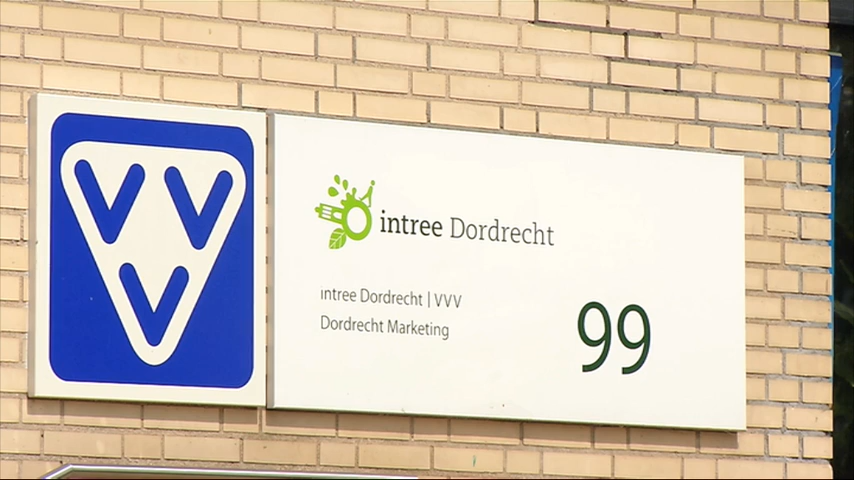 VVV
intree Dordrecht
intree Dordrecht | VVV
Dordrecht Marketing
99